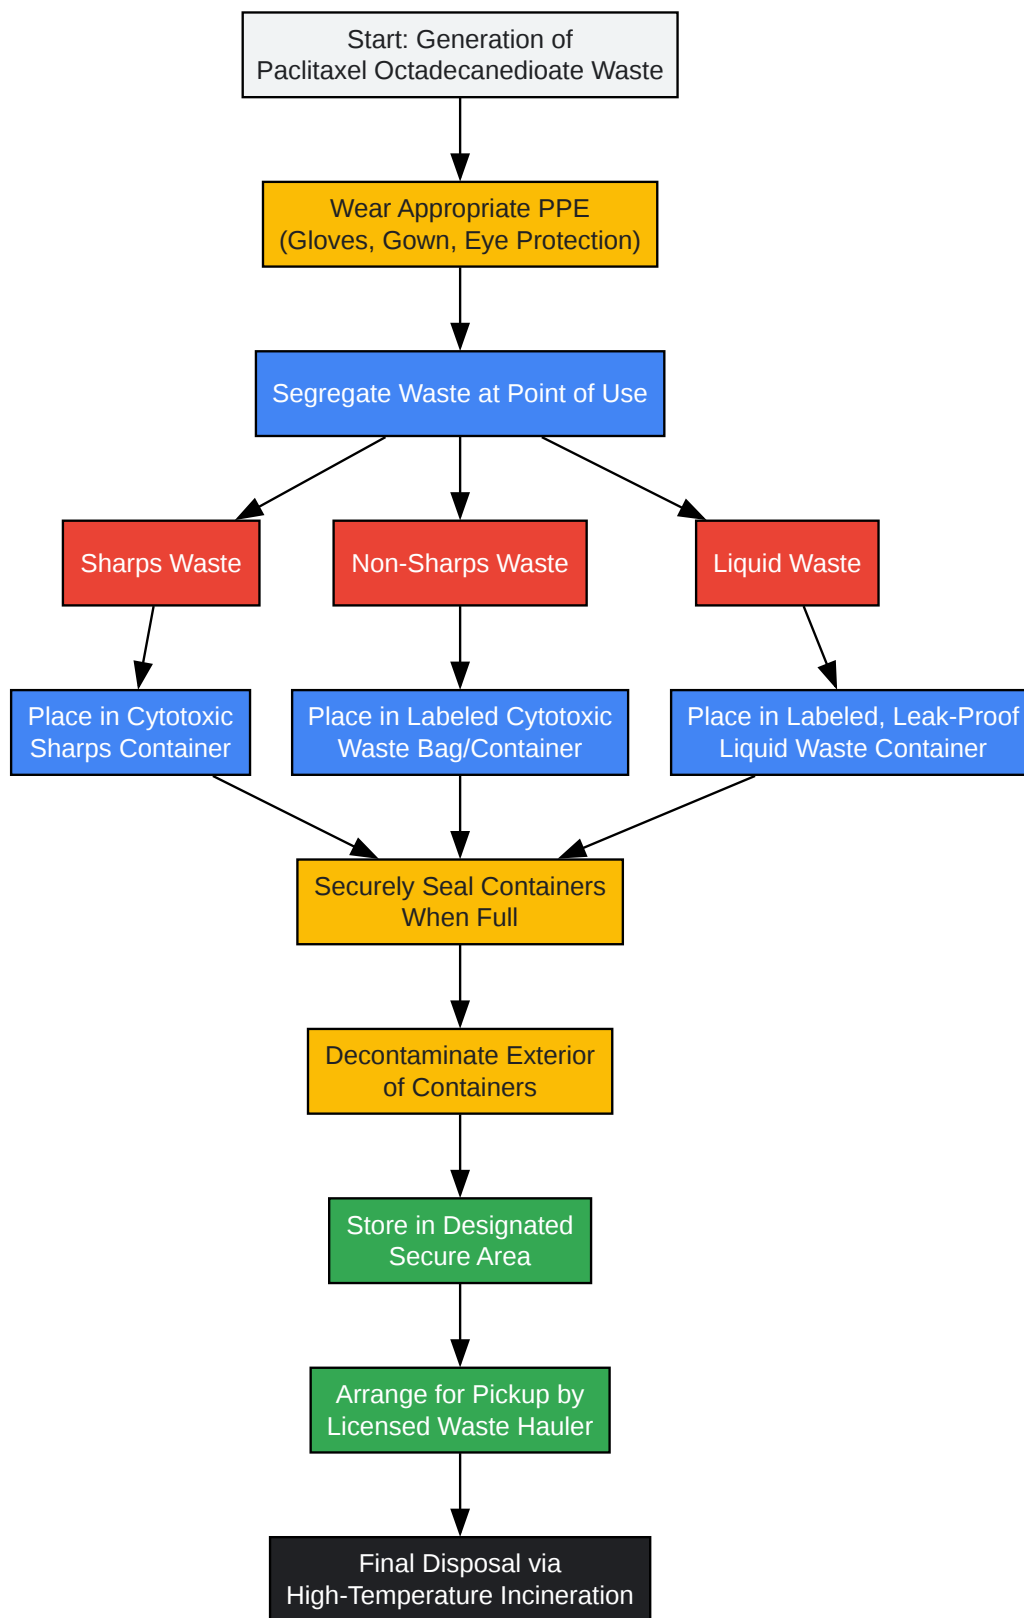 Start: Generation of
Paclitaxel Octadecanedioate Waste
Wear Appropriate PPE
(Gloves, Gown, Eye Protection)
Segregate Waste at Point of Use
Sharps Waste
Non-Sharps Waste
Liquid Waste
Place in Cytotoxic
Sharps Container
Place in Labeled Cytotoxic
Waste Bag/Container
Place in Labeled, Leak-Proof
Liquid Waste Container
Securely Seal Containers
When Full
Decontaminate Exterior
of Containers
Store in Designated
Secure Area
Arrange for Pickup by
Licensed Waste Hauler
Final Disposal via
High-Temperature Incineration